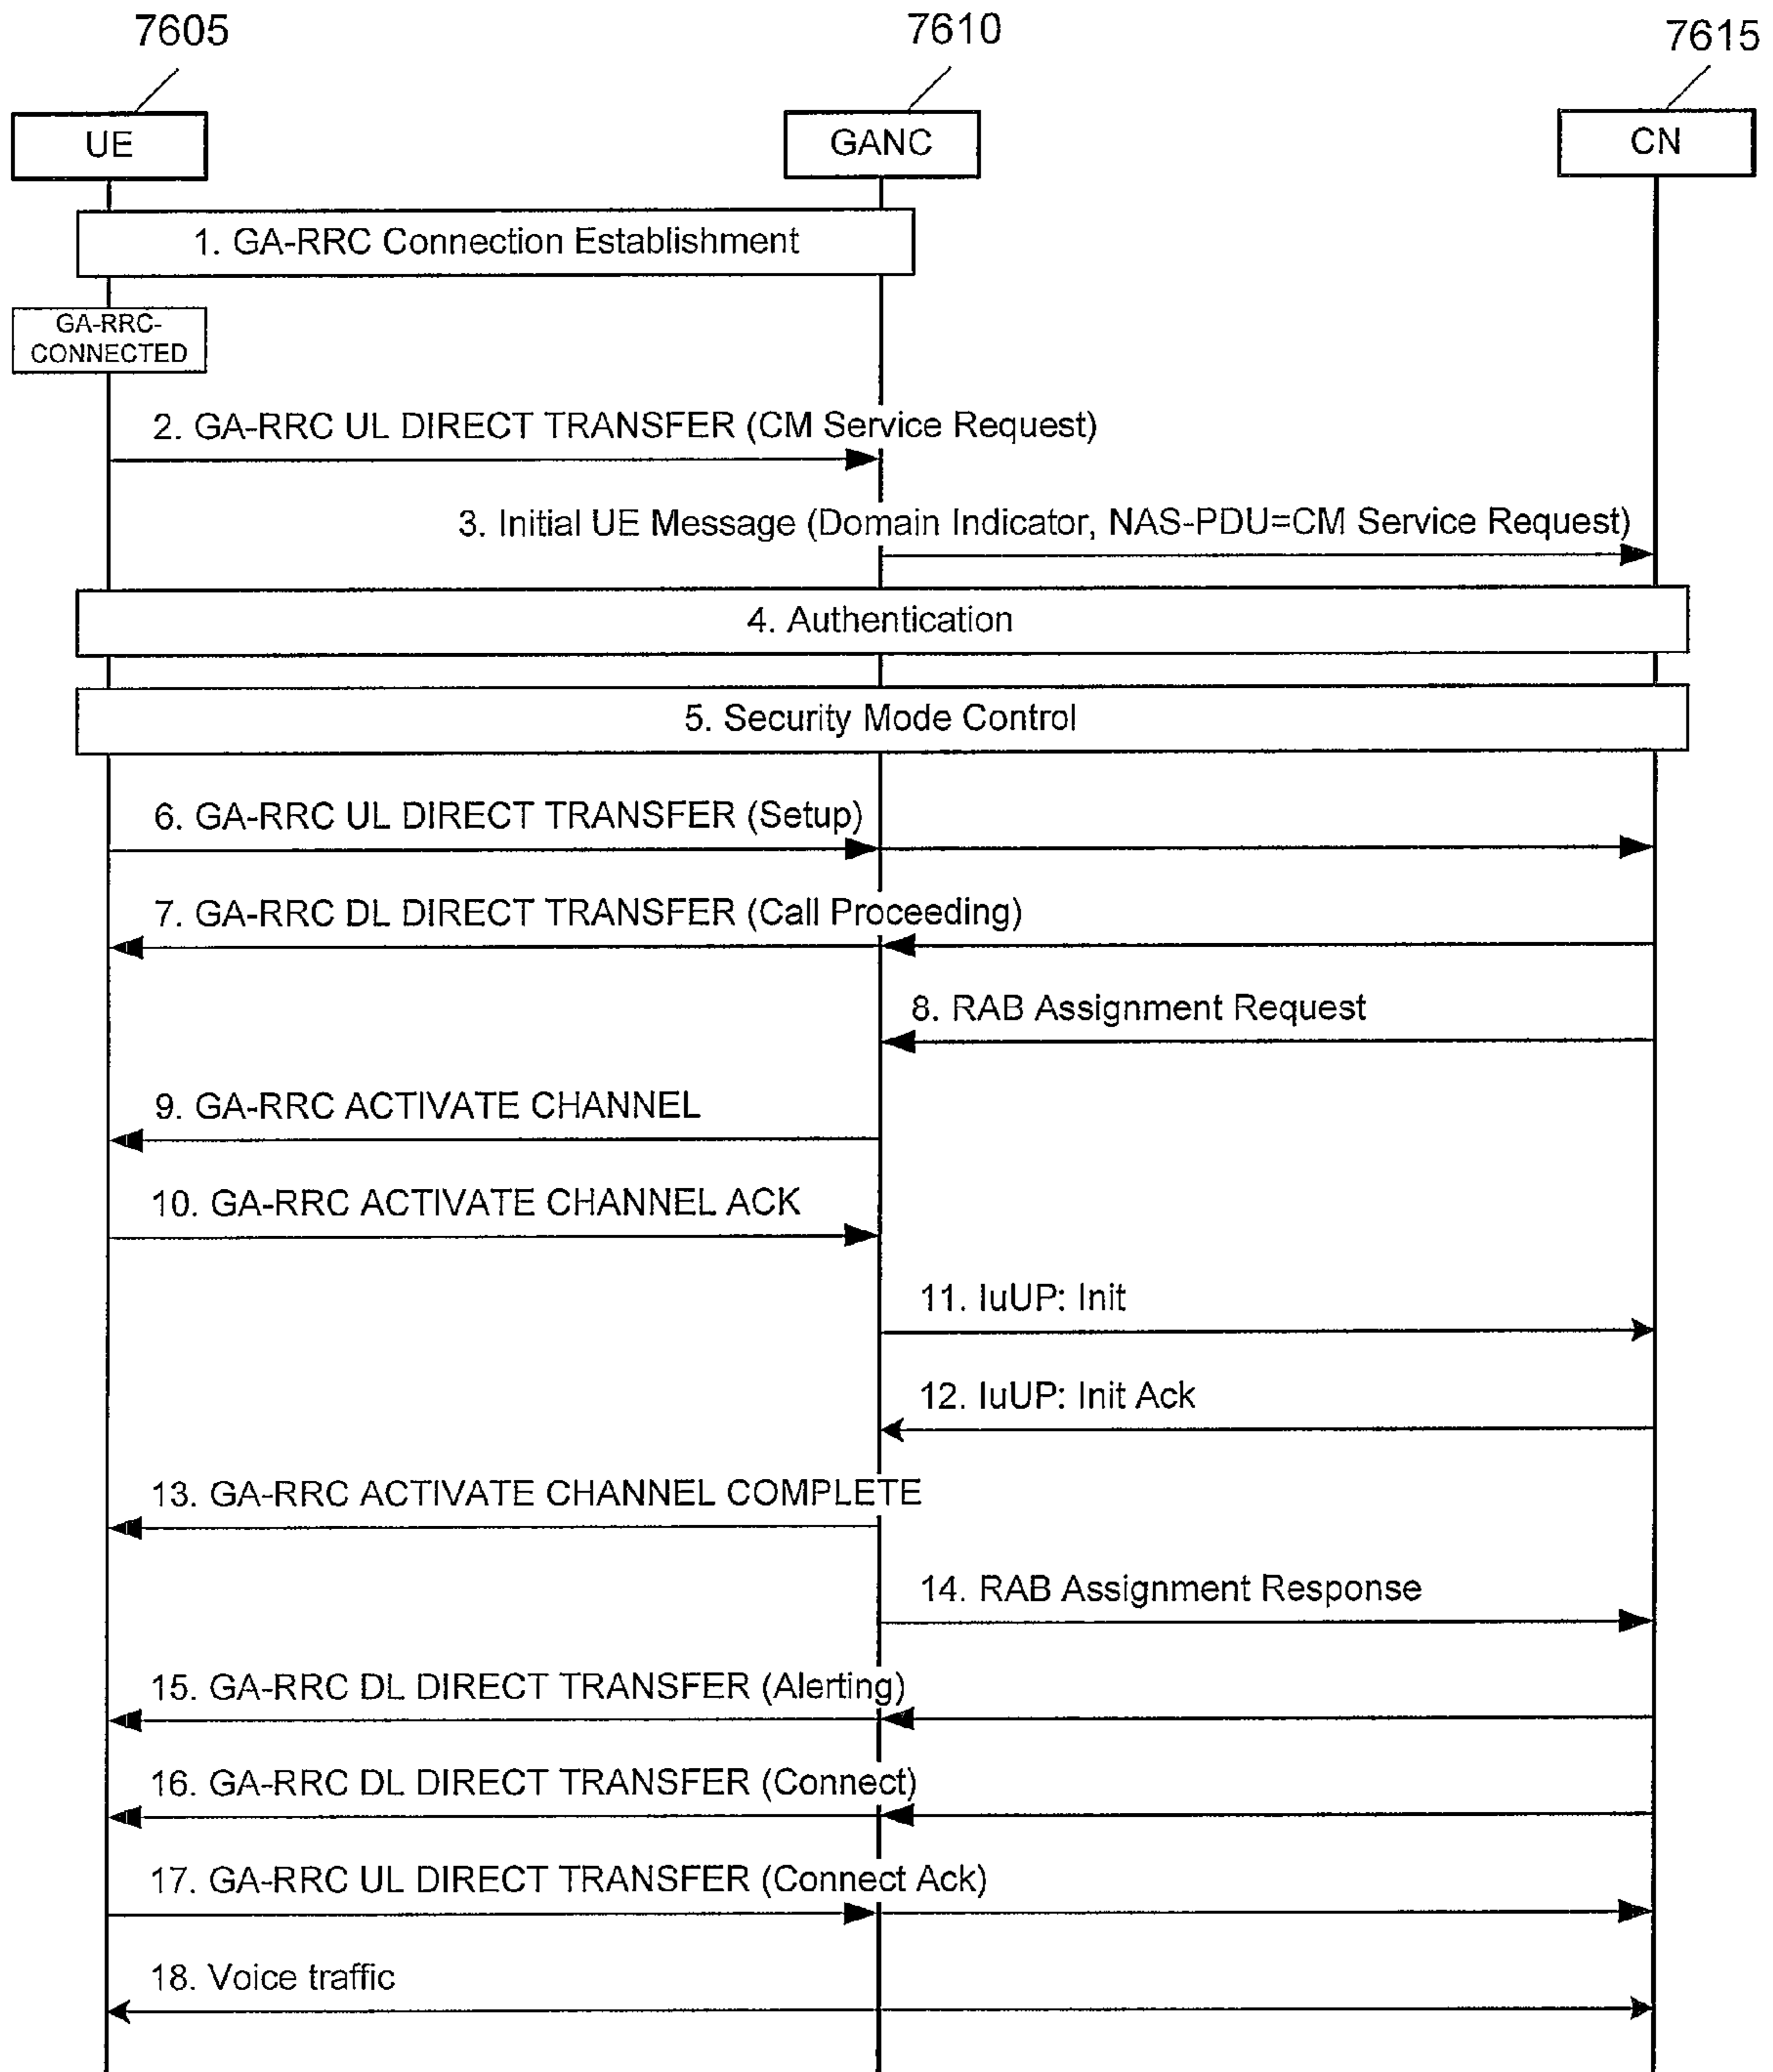 7605
7610
7615
UE
GANC
CN
1. GA-RRC Connection Establishment
GA-RRC-
CONNECTED
2. GA-RRC UL DIRECT TRANSFER (CM Service Request)
3. Initial UE Message (Domain Indicator, NAS-PDU=CM Service Request)
4. Authentication
5. Security Mode Control
6. GA-RRC UL DIRECT TRANSFER (Setup)
7. GA-RRC DL DIRECT TRANSFER (Call Proceeding)
8. RAB Assignment Request
9. GA-RRC ACTIVATE CHANNEL
10. GA-RRC ACTIVATE CHANNEL ACK
11. IuUP: Init
12. IuUP: Init Ack
13. GA-RRC ACTIVATE CHANNEL COMPLETE
14. RAB Assignment Response
15. GA-RRC DL DIRECT TRANSFER (Alerting)
16. GA-RRC DL DIRECT TRANSFER (Connect)
17. GA-RRC UL DIRECT TRANSFER (Connect Ack)
18. Voice traffic